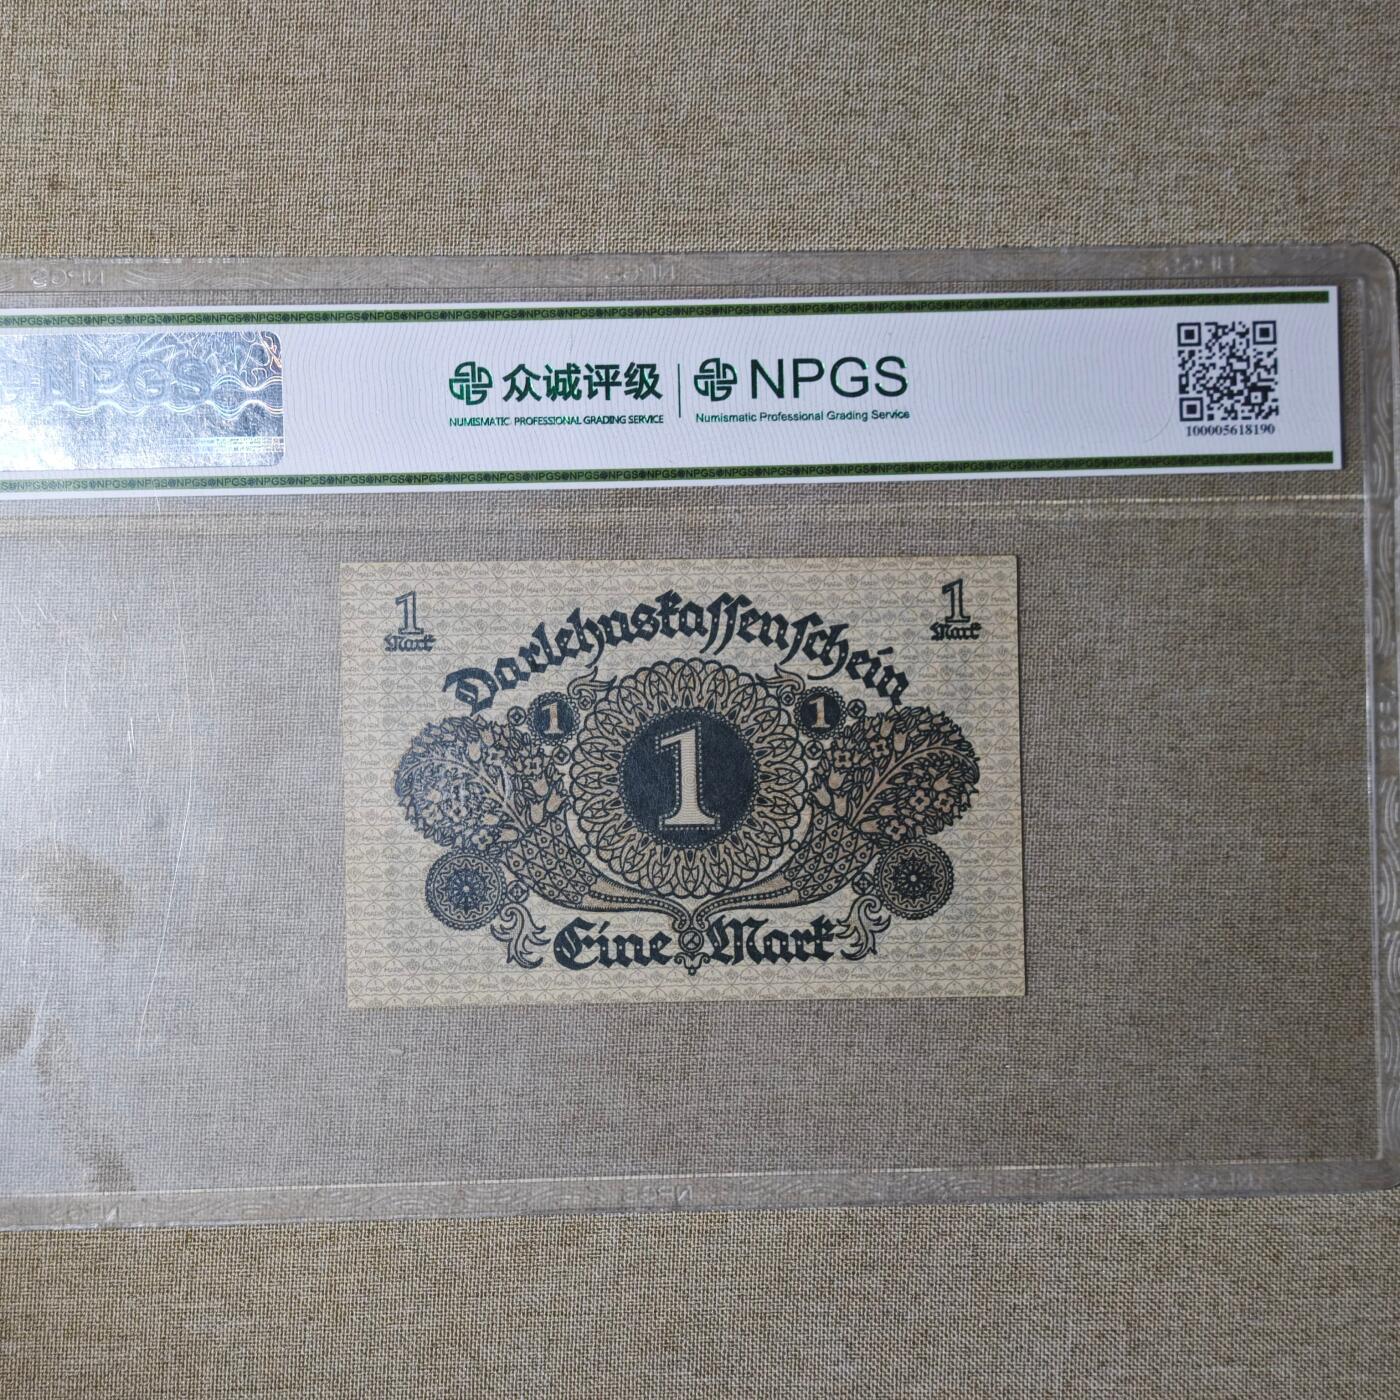 NPGS
众诚评级
NUMISMATIC PROFESSIONAL GRADING SERVICE
NPGS
Numismatic Professional Grading Service
100005618190
1
Mark
1
Mark
Darlehnskassenschein
1
1
1
Eine Mark